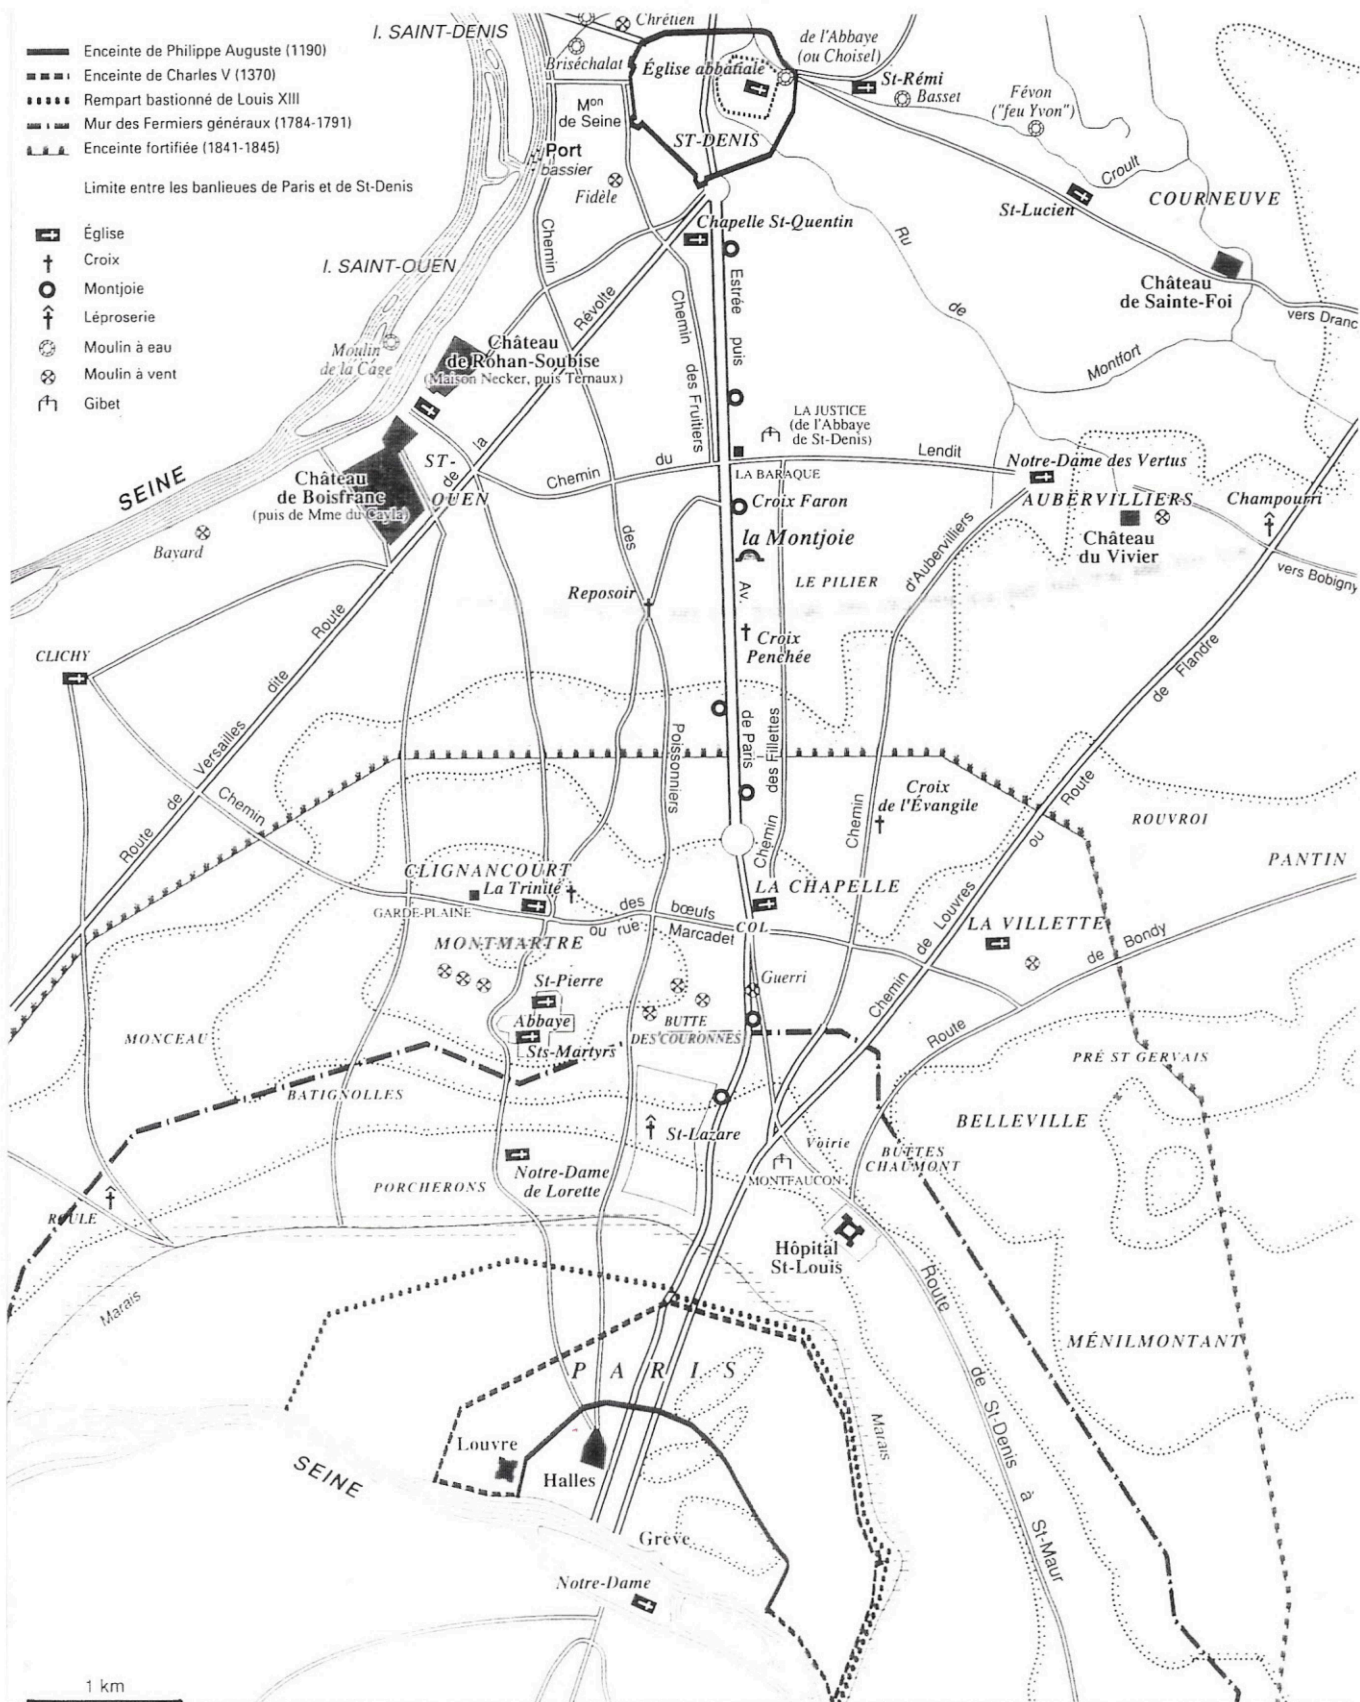 Enceinte de Philippe Auguste (1190)
Enceinte de Charles V (1370)
Rempart bastionné de Louis XIII
Mur des Fermiers généraux (1784-1791)
Enceinte fortifiée (1841-1845)
Limite entre les banlieues de Paris et de St-Denis
Église
Croix
Montjoie
Léproserie
Moulin à eau
Moulin à vent
Gibet
I. SAINT-DENIS
Chrétien
Briséchalat
Église abbatiale
de l'Abbaye
(ou Choisel)
St-Rémi
Basset
Févon
("feu Yvon")
Mon
de Seine
ST-DENIS
Port
bassier
Fidèle
Croult
COURNEUVE
St-Lucien
Chapelle St-Quentin
I. SAINT-OUEN
Château
de Sainte-Foi
vers Dranc
Ru
de
Montfort
Moulin
de la Cage
Château
de Rohan-Soubise
(Maison Necker, puis Ternaux)
Chemin
des
Poissonniers
Chemin
des Fruitiers
Estrée
puis
Av.
de Paris
LA JUSTICE
(de l'Abbaye
de St-Denis)
SEINE
Château
de Boisfranc
(puis de Mme du Cayla)
ST-
OUEN
Chemin
du
Lendit
LA BARAQUE
Notre-Dame des Vertus
AUBERVILLIERS
Champourri
Château
du Vivier
vers Bobigny
Bayard
Croix Faron
la Montjoie
LE PILIER
Reposoir
Croix
Penchée
CLICHY
Route
de
Versailles
dite
Route
de
la
Révolte
Chemin
des Fillettes
Chemin
d'Aubervilliers
Croix
de l'Évangile
Chemin
de Louvres
ou
Route
de Flandre
ROUVROI
PANTIN
Chemin
des
bœufs
ou rue
Marcadet
CLIGNANCOURT
La Trinité
GARDE-PLAINE
LA CHAPELLE
COL
LA VILLETTE
Route
de
Bondy
MONTMARTRE
St-Pierre
Abbaye
Sts-Martyrs
Guerri
BUTTE
DES COURONNES
MONCEAU
BATIGNOLLES
PRÉ ST GERVAIS
BELLEVILLE
St-Lazare
Voirie
MONTFAUCON
BUTTES
CHAUMONT
Notre-Dame
de Lorette
PORCHERONS
ROULE
Hôpital
St-Louis
Marais
Route
de St-Denis
à
St-Maur
MÉNILMONTANT
PARIS
Marais
Louvre
Halles
SEINE
Grève
Notre-Dame
1 km